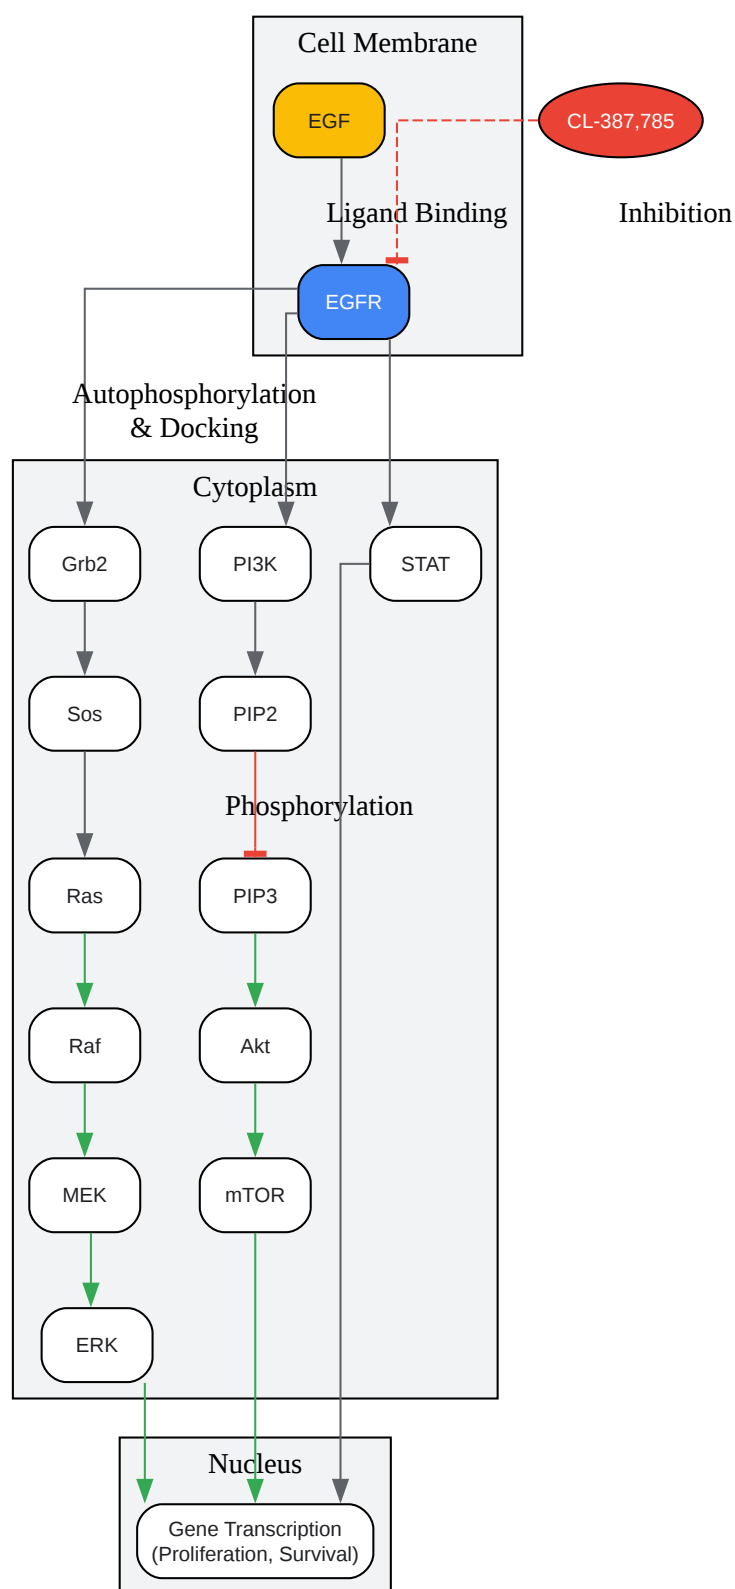 Cell Membrane
EGF
CL-387,785
Ligand Binding
Inhibition
EGFR
Autophosphorylation
& Docking
Cytoplasm
Grb2
PI3K
STAT
Sos
PIP2
Phosphorylation
Ras
PIP3
Raf
Akt
MEK
mTOR
ERK
Nucleus
Gene Transcription
(Proliferation, Survival)